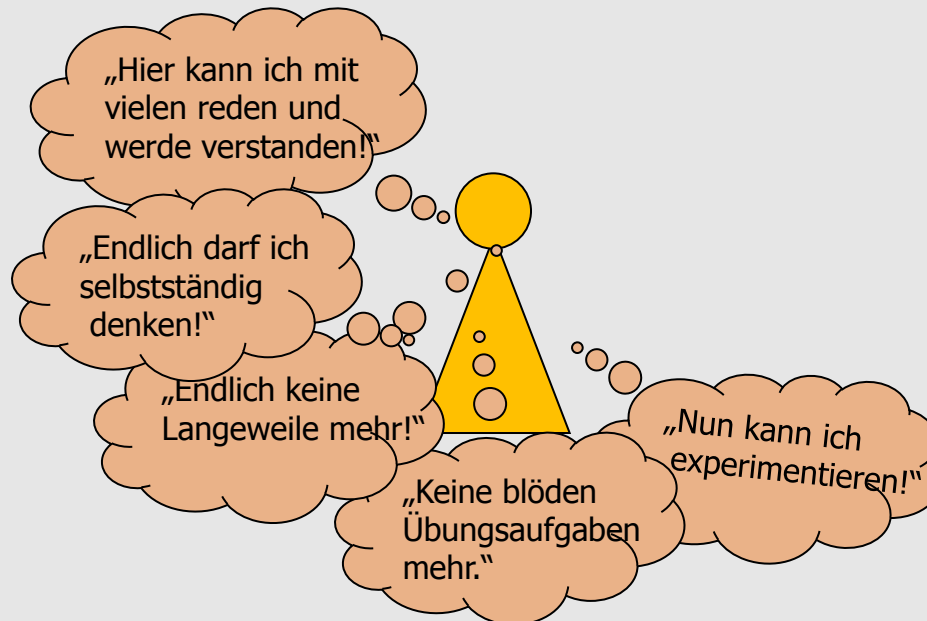 „Hier kann ich mit
vielen reden und
werde verstanden!“
„Endlich darf ich
selbstständig
denken!“
„Endlich keine
Langeweile mehr!“
„Keine blöden
Übungsaufgaben
mehr.“
„Nun kann ich
experimentieren!“